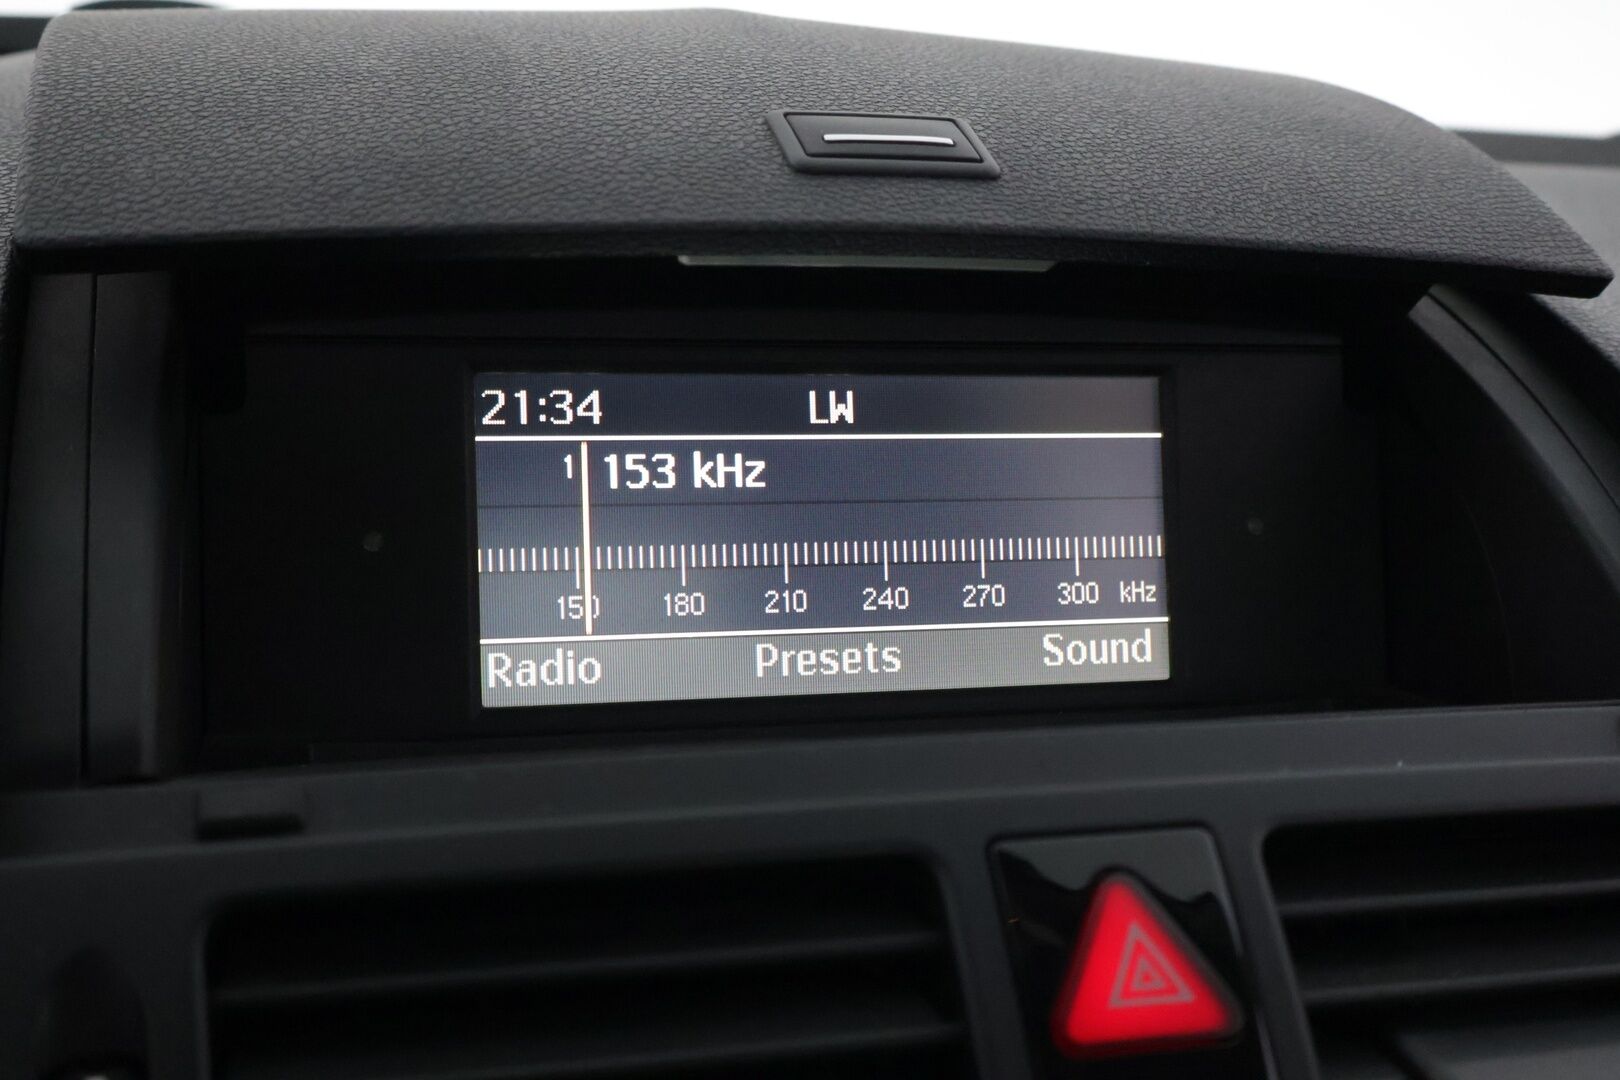 21:34 LW
1 153 kHz
150 180 210 240 270 300 kHz
Radio Presets Sound